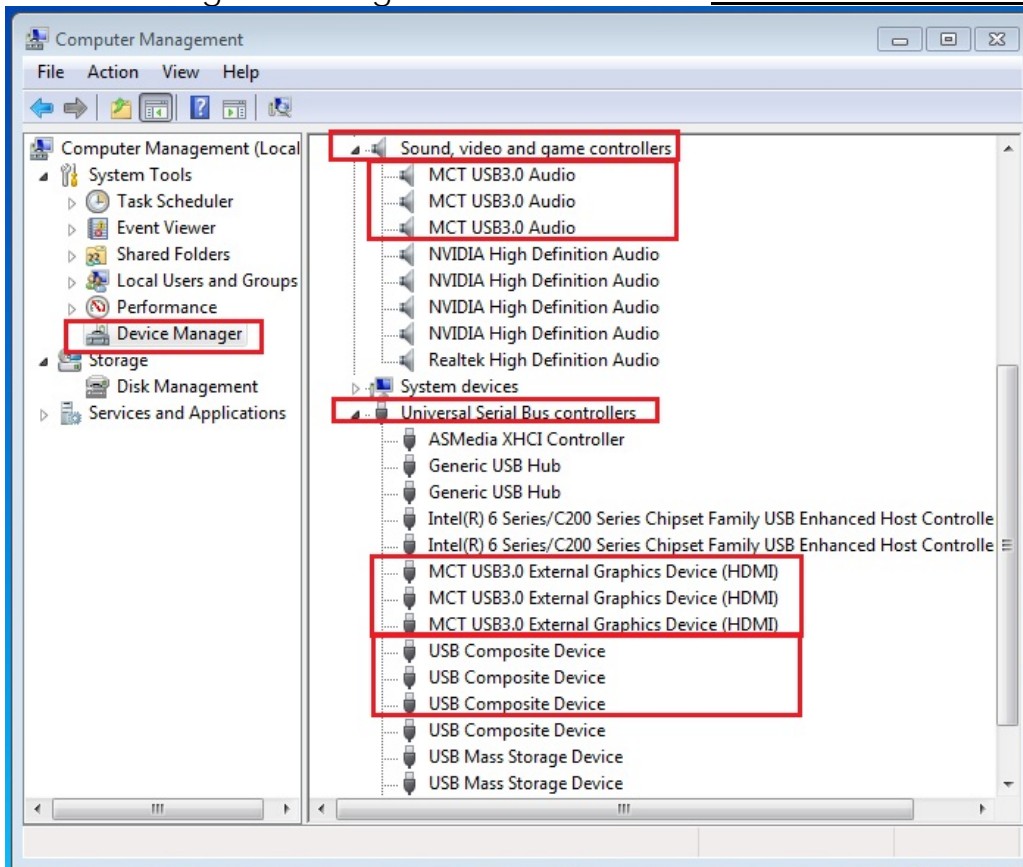 Computer Management
File Action View Help
Computer Management (Local
System Tools
Task Scheduler
Event Viewer
Shared Folders
Local Users and Groups
Performance
Device Manager
Storage
Disk Management
Services and Applications
Sound, video and game controllers
MCT USB3.0 Audio
MCT USB3.0 Audio
MCT USB3.0 Audio
NVIDIA High Definition Audio
NVIDIA High Definition Audio
NVIDIA High Definition Audio
NVIDIA High Definition Audio
Realtek High Definition Audio
System devices
Universal Serial Bus controllers
ASMedia XHCI Controller
Generic USB Hub
Generic USB Hub
Intel(R) 6 Series/C200 Series Chipset Family USB Enhanced Host Controlle
Intel(R) 6 Series/C200 Series Chipset Family USB Enhanced Host Controlle
MCT USB3.0 External Graphics Device (HDMI)
MCT USB3.0 External Graphics Device (HDMI)
MCT USB3.0 External Graphics Device (HDMI)
USB Composite Device
USB Composite Device
USB Composite Device
USB Composite Device
USB Mass Storage Device
USB Mass Storage Device